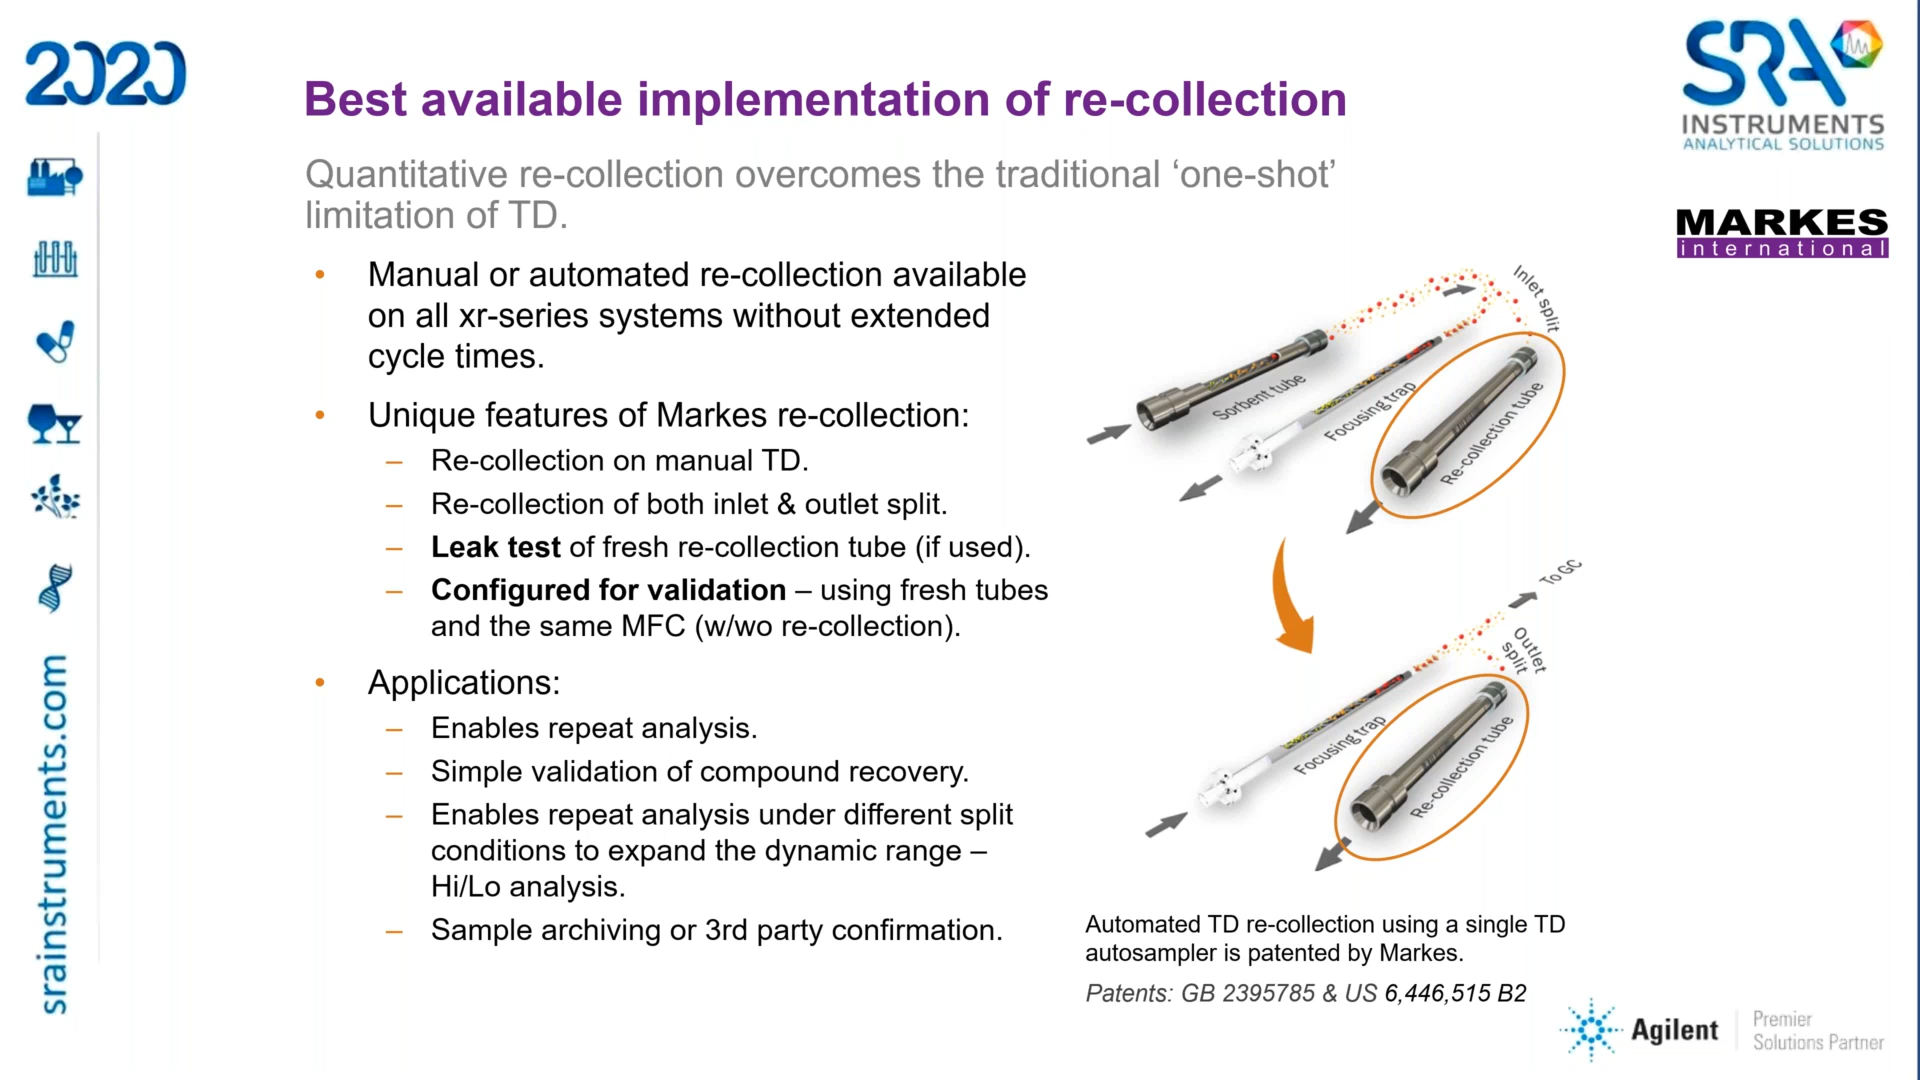 2020
SRA
INSTRUMENTS
ANALYTICAL SOLUTIONS
MARKES
international
Best available implementation of re-collection
Quantitative re-collection overcomes the traditional ‘one-shot’
limitation of TD.
• Manual or automated re-collection available
on all xr-series systems without extended
cycle times.
• Unique features of Markes re-collection:
– Re-collection on manual TD.
– Re-collection of both inlet & outlet split.
– Leak test of fresh re-collection tube (if used).
– Configured for validation – using fresh tubes
and the same MFC (w/wo re-collection).
• Applications:
– Enables repeat analysis.
– Simple validation of compound recovery.
– Enables repeat analysis under different split
conditions to expand the dynamic range –
Hi/Lo analysis.
– Sample archiving or 3rd party confirmation.
Inlet split
Sorbent tube
Focusing trap
Re-collection tube
To GC
Outlet
split
Focusing trap
Re-collection tube
Automated TD re-collection using a single TD
autosampler is patented by Markes.
Patents: GB 2395785 & US 6,446,515 B2
srainstruments.com
Agilent
Premier
Solutions Partner